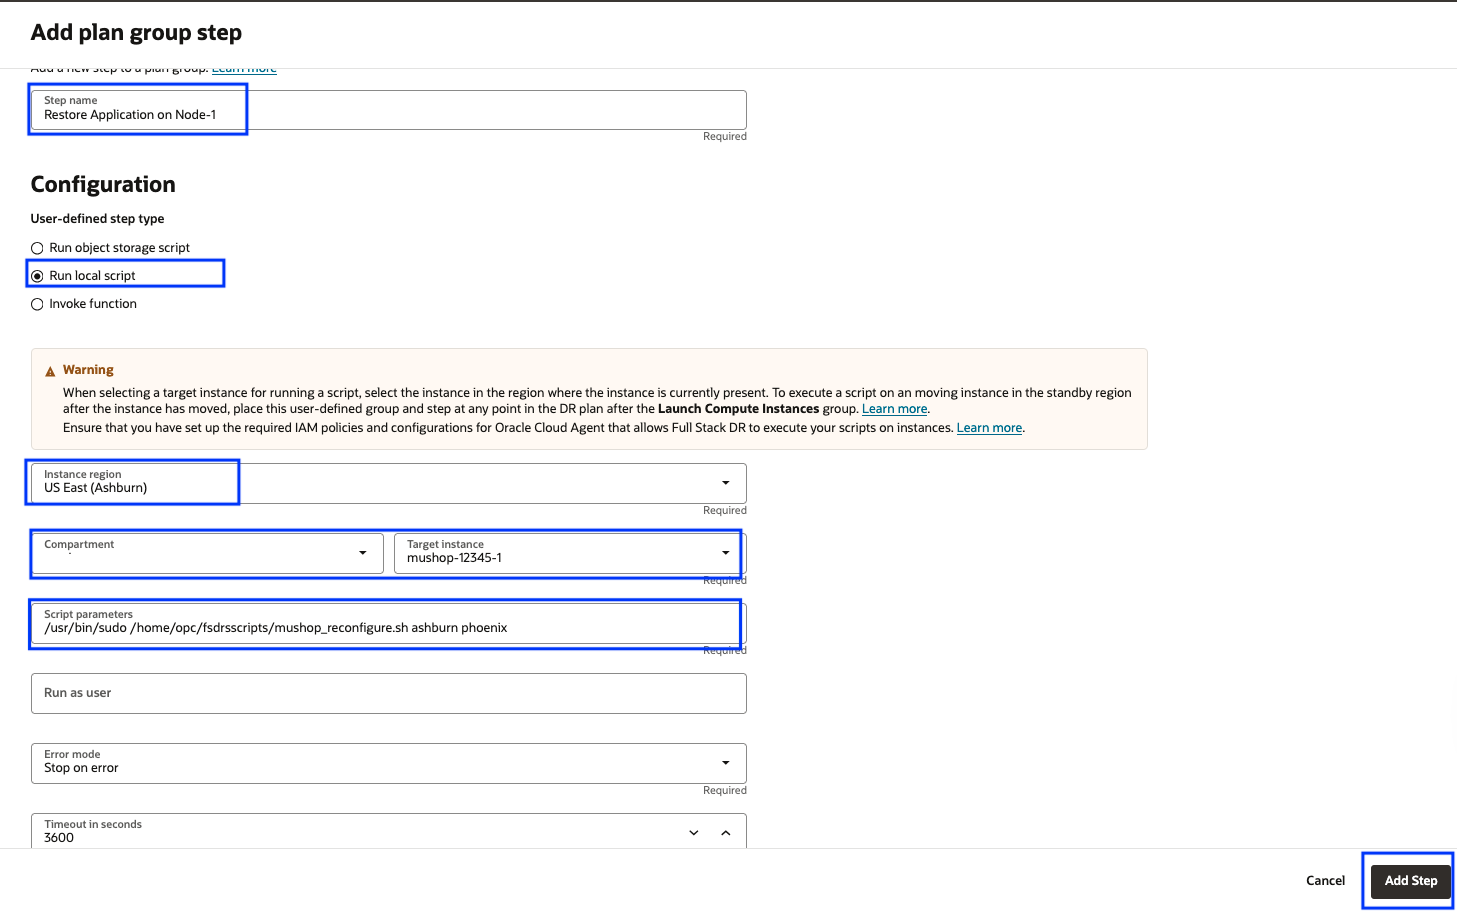 Add plan group step
Add a new step to a plan group. Learn more
Step name
Restore Application on Node-1
Required
Configuration
User-defined step type
Run object storage script
Run local script
Invoke function
Warning
When selecting a target instance for running a script, select the instance in the region where the instance is currently present. To execute a script on an moving instance in the standby region
after the instance has moved, place this user-defined group and step at any point in the DR plan after the Launch Compute Instances group. Learn more.
Ensure that you have set up the required IAM policies and configurations for Oracle Cloud Agent that allows Full Stack DR to execute your scripts on instances. Learn more.
Instance region
US East (Ashburn)
Required
Compartment
Target instance
mushop-12345-1
Required
Script parameters
/usr/bin/sudo /home/opc/fsdrsscripts/mushop_reconfigure.sh ashburn phoenix
Required
Run as user
Error mode
Stop on error
Required
Timeout in seconds
3600
Cancel
Add Step